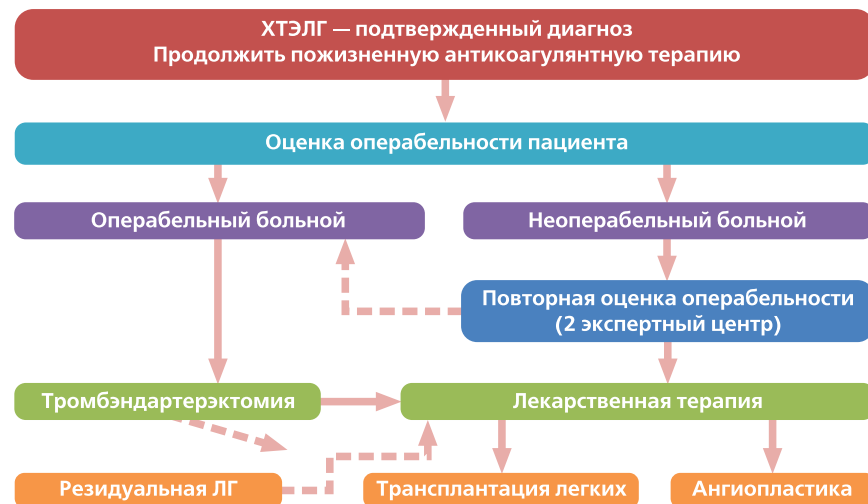 ХТЭЛГ — подтвержденный диагноз
Продолжить пожизненную антикоагулянтную терапию
Оценка операбельности пациента
Операбельный больной
Неоперабельный больной
Повторная оценка операбельности
(2 экспертный центр)
Тромбэндартерэктомия
Лекарственная терапия
Резидуальная ЛГ
Трансплантация легких
Ангиопластика